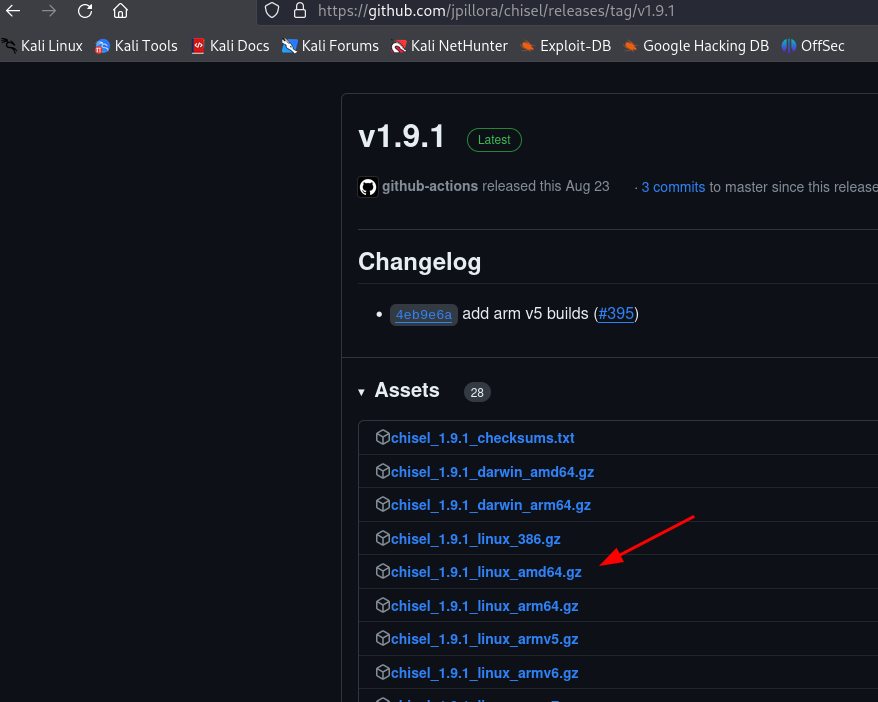 https://github.com/jpillora/chisel/releases/tag/v1.9.1
Kali Linux Kali Tools Kali Docs Kali Forums Kali NetHunter Exploit-DB Google Hacking DB OffSec
v1.9.1 Latest
github-actions released this Aug 23 · 3 commits to master since this release
Changelog
• 4eb9e6a add arm v5 builds (#395)
Assets 28
chisel_1.9.1_checksums.txt
chisel_1.9.1_darwin_amd64.gz
chisel_1.9.1_darwin_arm64.gz
chisel_1.9.1_linux_386.gz
chisel_1.9.1_linux_amd64.gz
chisel_1.9.1_linux_arm64.gz
chisel_1.9.1_linux_armv5.gz
chisel_1.9.1_linux_armv6.gz